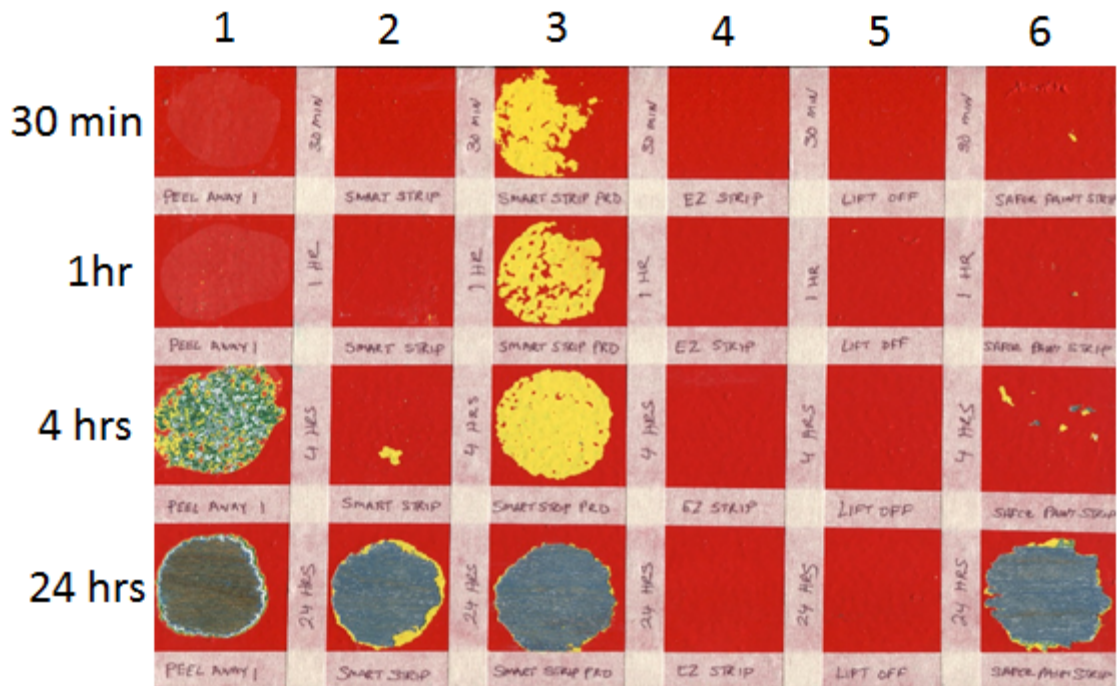 1 2 3 4 5 6
30 min
30 MIN 30 MIN 30 MIN 30 MIN 30 MIN
PEEL AWAY 1 SMART STRIP SMART STRIP PRO EZ STRIP LIFT OFF SAFER PAINT STRIP
1hr
1 HR 1 HR 1 HR 1 HR 1 HR
PEEL AWAY 1 SMART STRIP SMART STRIP PRO EZ STRIP LIFT OFF SAFER PAINT STRIP
4 hrs
4 HRS 4 HRS 4 HRS 4 HRS 4 HRS
PEEL AWAY 1 SMART STRIP SMART STRIP PRO EZ STRIP LIFT OFF SAFER PAINT STRIP
24 hrs
24 HRS 24 HRS 24 HRS 24 HRS 24 HRS
PEEL AWAY 1 SMART STRIP SMART STRIP PRO EZ STRIP LIFT OFF SAFER PAINT STRIP